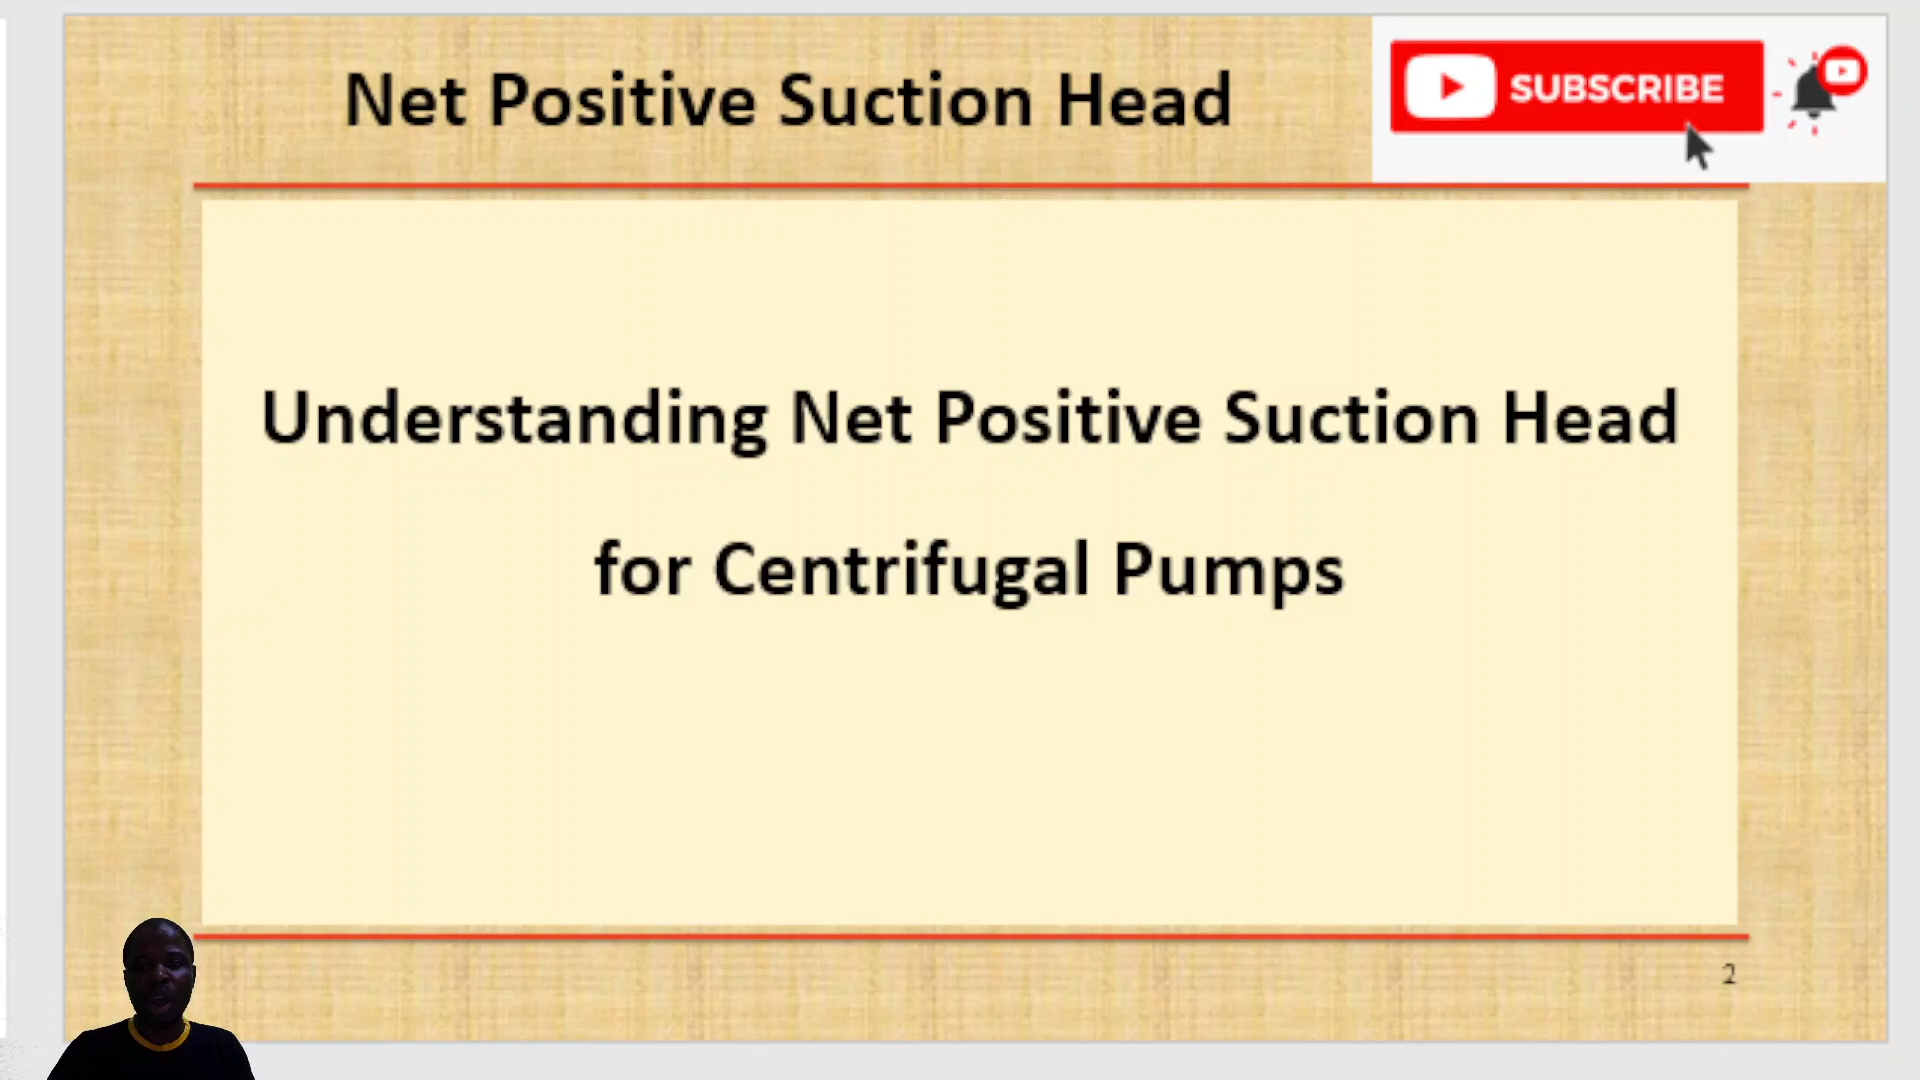 Net Positive Suction Head
SUBSCRIBE
Understanding Net Positive Suction Head
for Centrifugal Pumps
2